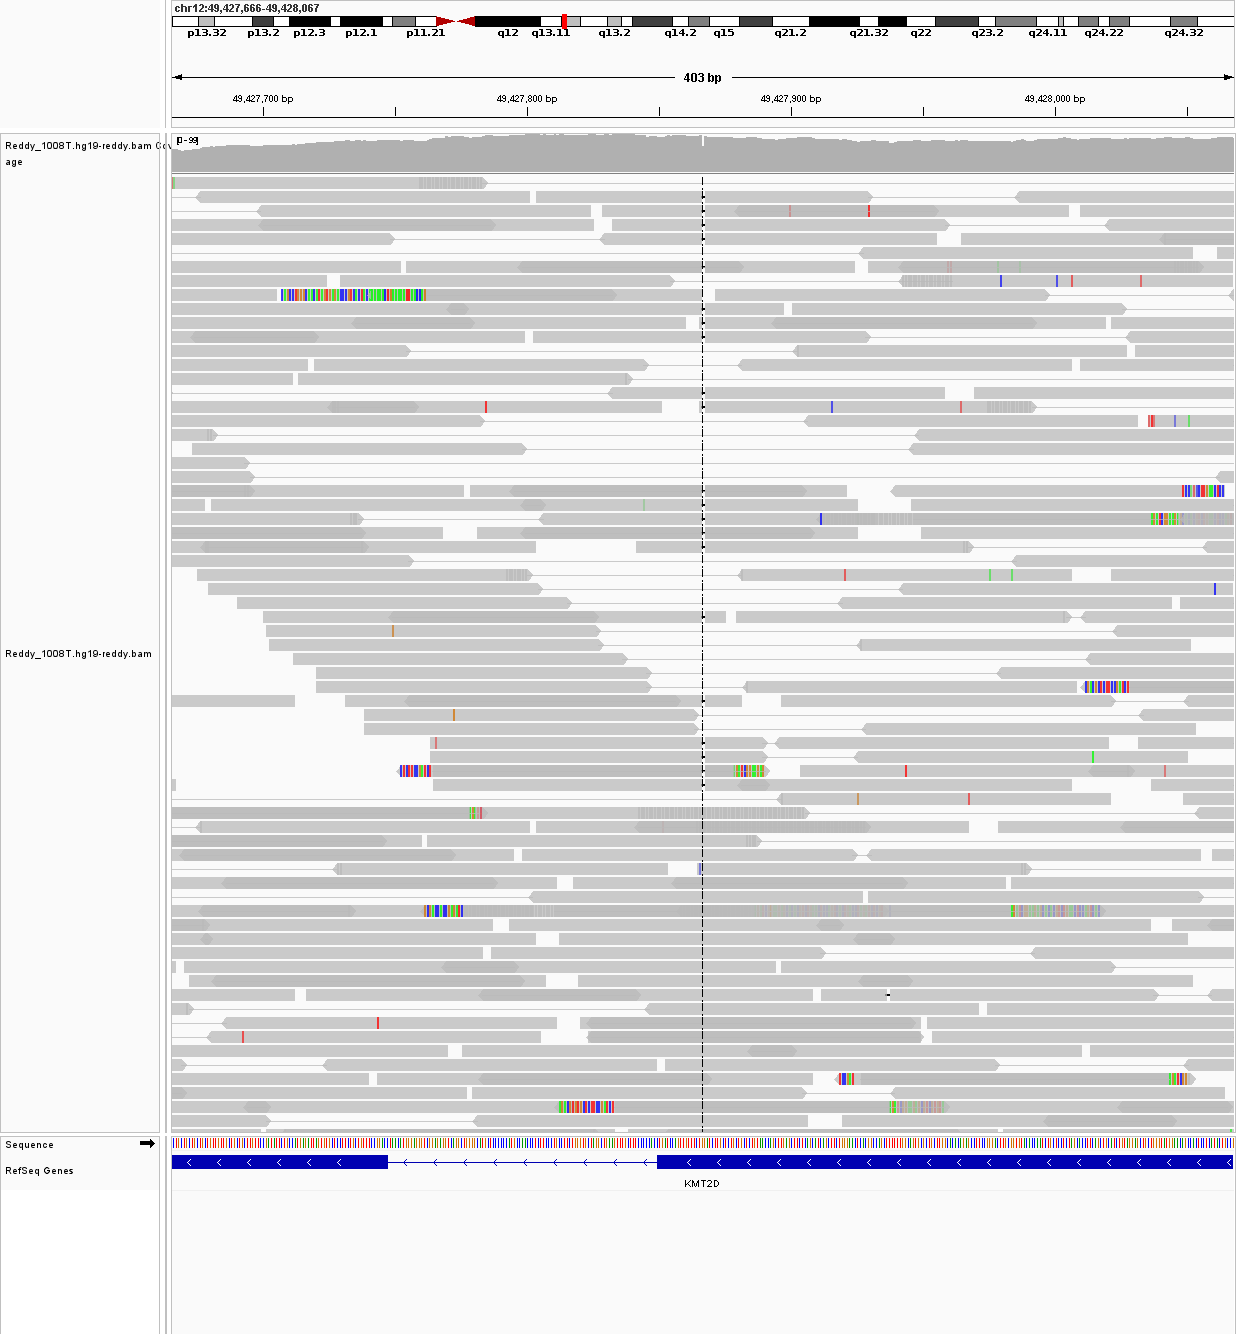 chr12:49,427,666-49,428,067
p13.32 p13.2 p12.3 p12.1 p11.21 q12 q13.11 q13.2 q14.2 q15 q21.2 q21.32 q22 q23.2 q24.11 q24.22 q24.32
403 bp
49,427,700 bp 49,427,800 bp 49,427,900 bp 49,428,000 bp
[0-99]
Reddy_1008T.hg19-reddy.bam Cov
age
Reddy_1008T.hg19-reddy.bam
Sequence
RefSeq Genes
KMT2D